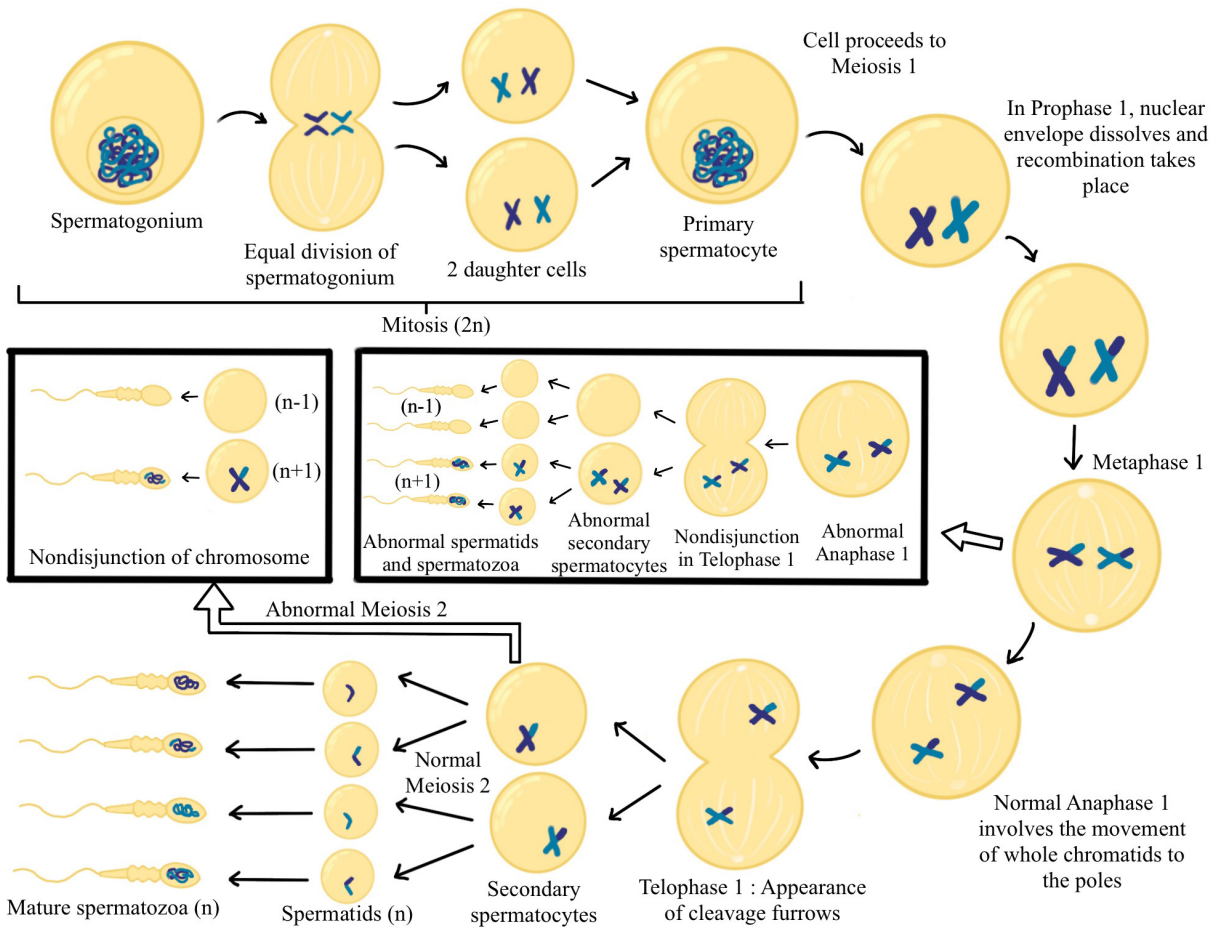 Cell proceeds to
Meiosis 1
In Prophase 1, nuclear
envelope dissolves and
recombination takes
place
Spermatogonium
Equal division of
spermatogonium
2 daughter cells
Primary
spermatocyte
Mitosis (2n)
(n-1)
(n+1)
Nondisjunction of chromosome
(n-1)
(n+1)
Abnormal spermatids
and spermatozoa
Abnormal
secondary
spermatocytes
Nondisjunction
in Telophase 1
Abnormal
Anaphase 1
Metaphase 1
Abnormal Meiosis 2
Normal
Meiosis 2
Mature spermatozoa (n)
Spermatids (n)
Secondary
spermatocytes
Telophase 1 : Appearance
of cleavage furrows
Normal Anaphase 1
involves the movement
of whole chromatids to
the poles